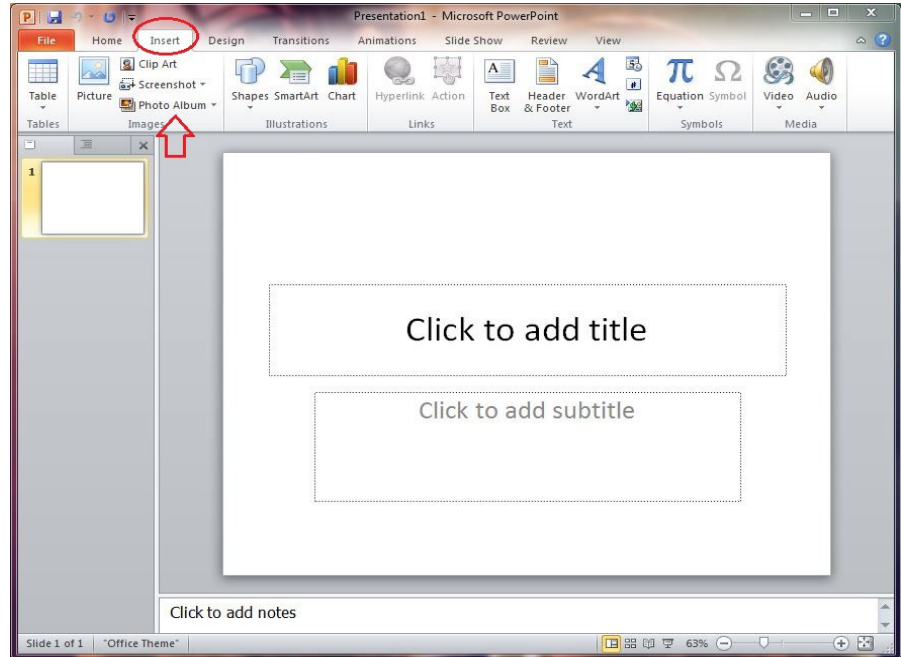 Presentation1 - Microsoft PowerPoint
File Home Insert Design Transitions Animations Slide Show Review View
Table
Picture
Clip Art
Screenshot
Photo Album
Shapes SmartArt Chart
Hyperlink Action
Text Box
Header & Footer
WordArt
Equation Symbol
Video Audio
Tables Images Illustrations Links Text Symbols Media
1
Click to add title
Click to add subtitle
Click to add notes
Slide 1 of 1 "Office Theme" 63%